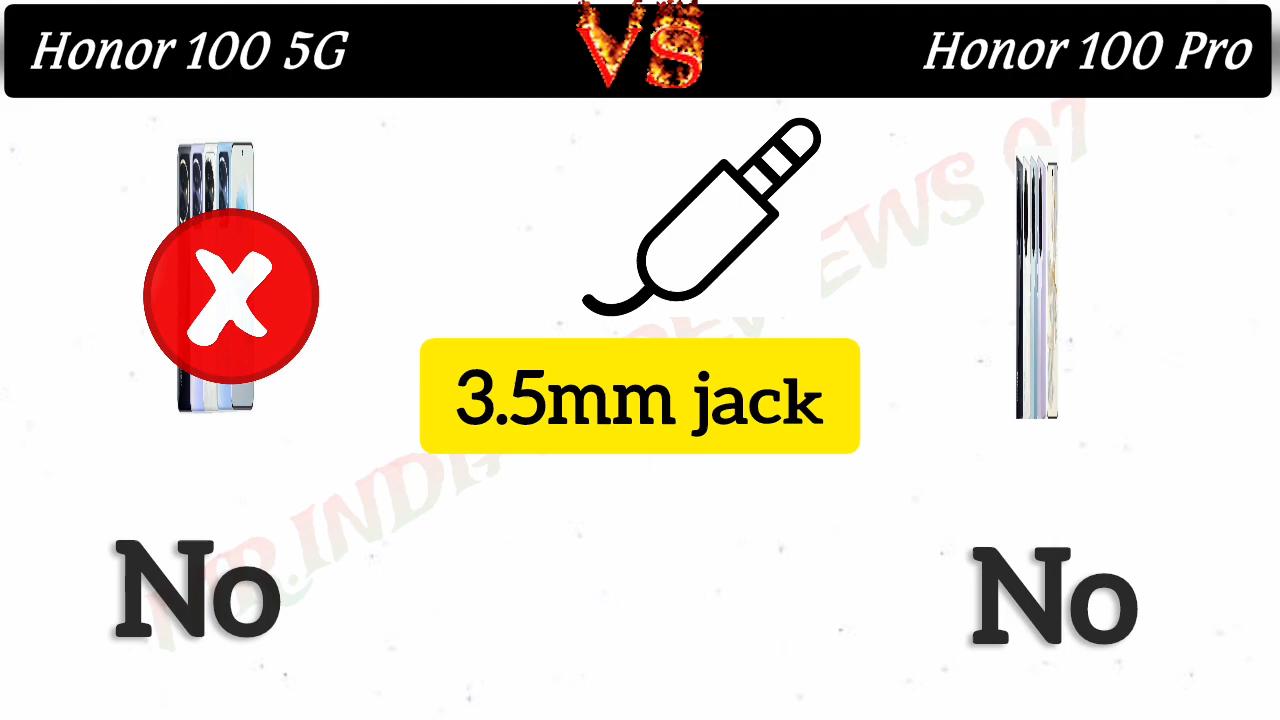 Honor 100 5G
VS
Honor 100 Pro
3.5mm jack
No
No